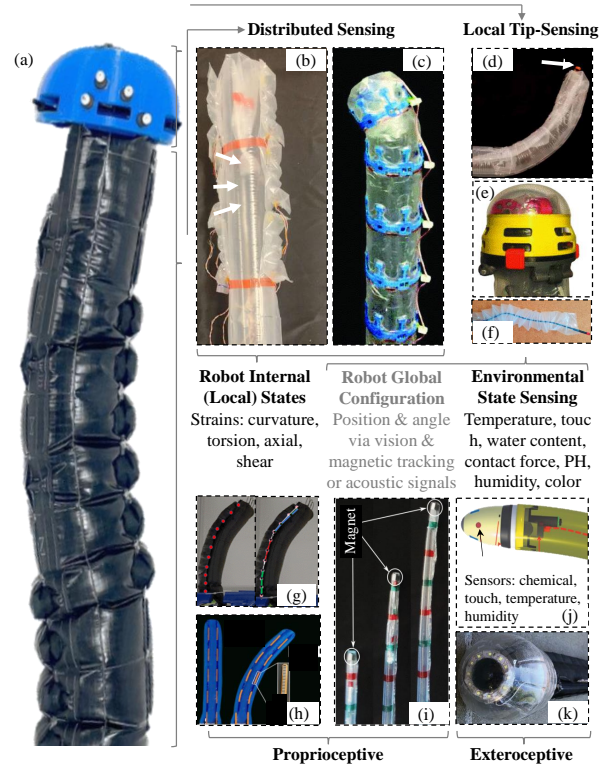 Distributed Sensing
Local Tip-Sensing
(a)
(b)
(c)
(d)
(e)
(f)
Robot Internal
(Local) States
Strains: curvature,
torsion, axial,
shear
Robot Global
Configuration
Position & angle
via vision &
magnetic tracking
or acoustic signals
Environmental
State Sensing
Temperature, touc
h, water content,
contact force, PH,
humidity, color
(g)
(h)
Magnet
(i)
Sensors: chemical,
touch, temperature,
humidity
(j)
(k)
Proprioceptive
Exteroceptive